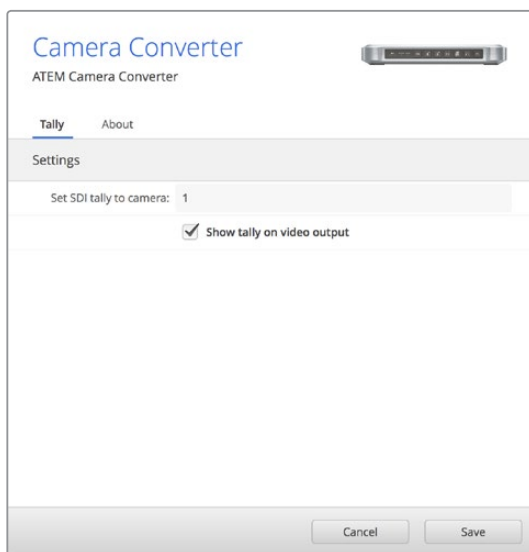 Camera Converter
ATEM Camera Converter
Tally About
Settings
Set SDI tally to camera: 1
Show tally on video output
Cancel Save